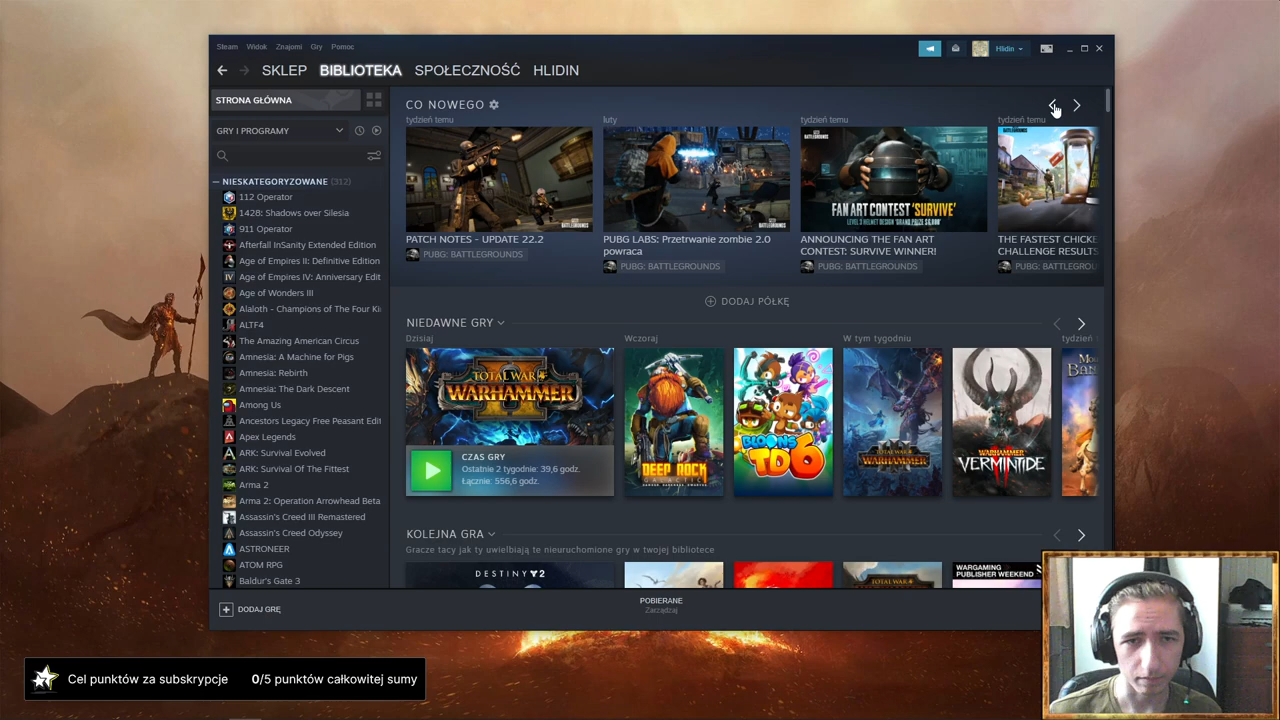 Steam Widok Znajomi Gry Pomoc
Hlidin
SKLEP BIBLIOTEKA SPOŁECZNOŚĆ HLIDIN
STRONA GŁÓWNA
GRY I PROGRAMY
NIESKATEGORYZOWANE (312)
112 Operator
1428: Shadows over Silesia
911 Operator
Afterfall InSanity Extended Edition
Age of Empires II: Definitive Edition
Age of Empires IV: Anniversary Edit
Age of Wonders III
Alaloth - Champions of The Four Ki
ALTF4
The Amazing American Circus
Amnesia: A Machine for Pigs
Amnesia: Rebirth
Amnesia: The Dark Descent
Among Us
Ancestors Legacy Free Peasant Edit
Apex Legends
ARK: Survival Evolved
ARK: Survival Of The Fittest
Arma 2
Arma 2: Operation Arrowhead Beta
Assassin's Creed III Remastered
Assassin's Creed Odyssey
ASTRONEER
ATOM RPG
Baldur's Gate 3
CO NOWEGO
tydzień temu
luty
tydzień temu
tydzień temu
FAN ART CONTEST 'SURVIVE'
PATCH NOTES - UPDATE 22.2
PUBG: BATTLEGROUNDS
PUBG LABS: Przetrwanie zombie 2.0
powraca
PUBG: BATTLEGROUNDS
ANNOUNCING THE FAN ART
CONTEST: SURVIVE WINNER!
PUBG: BATTLEGROUNDS
THE FASTEST CHICKE
CHALLENGE RESULTS
PUBG: BATTLEGROU
DODAJ PÓŁKĘ
NIEDAWNE GRY
Dzisiaj
Wczoraj
W tym tygodniu
tydzień
TOTAL WAR
WARHAMMER
II
CZAS GRY
Ostatnie 2 tygodnie: 39,6 godz.
Łącznie: 556,6 godz.
DEEP ROCK
GALACTIC
BLOONS
TD6
WARHAMMER
WARHAMMER
VERMINTIDE
KOLEJNA GRA
Gracze tacy jak ty uwielbiają te nieuruchomione gry w twojej bibliotece
DESTINY 2
WARGAMING
PUBLISHER WEEKEND
DODAJ GRĘ
POBIERANE
Zarządzaj
Cel punktów za subskrypcje 0/5 punktów całkowitej sumy